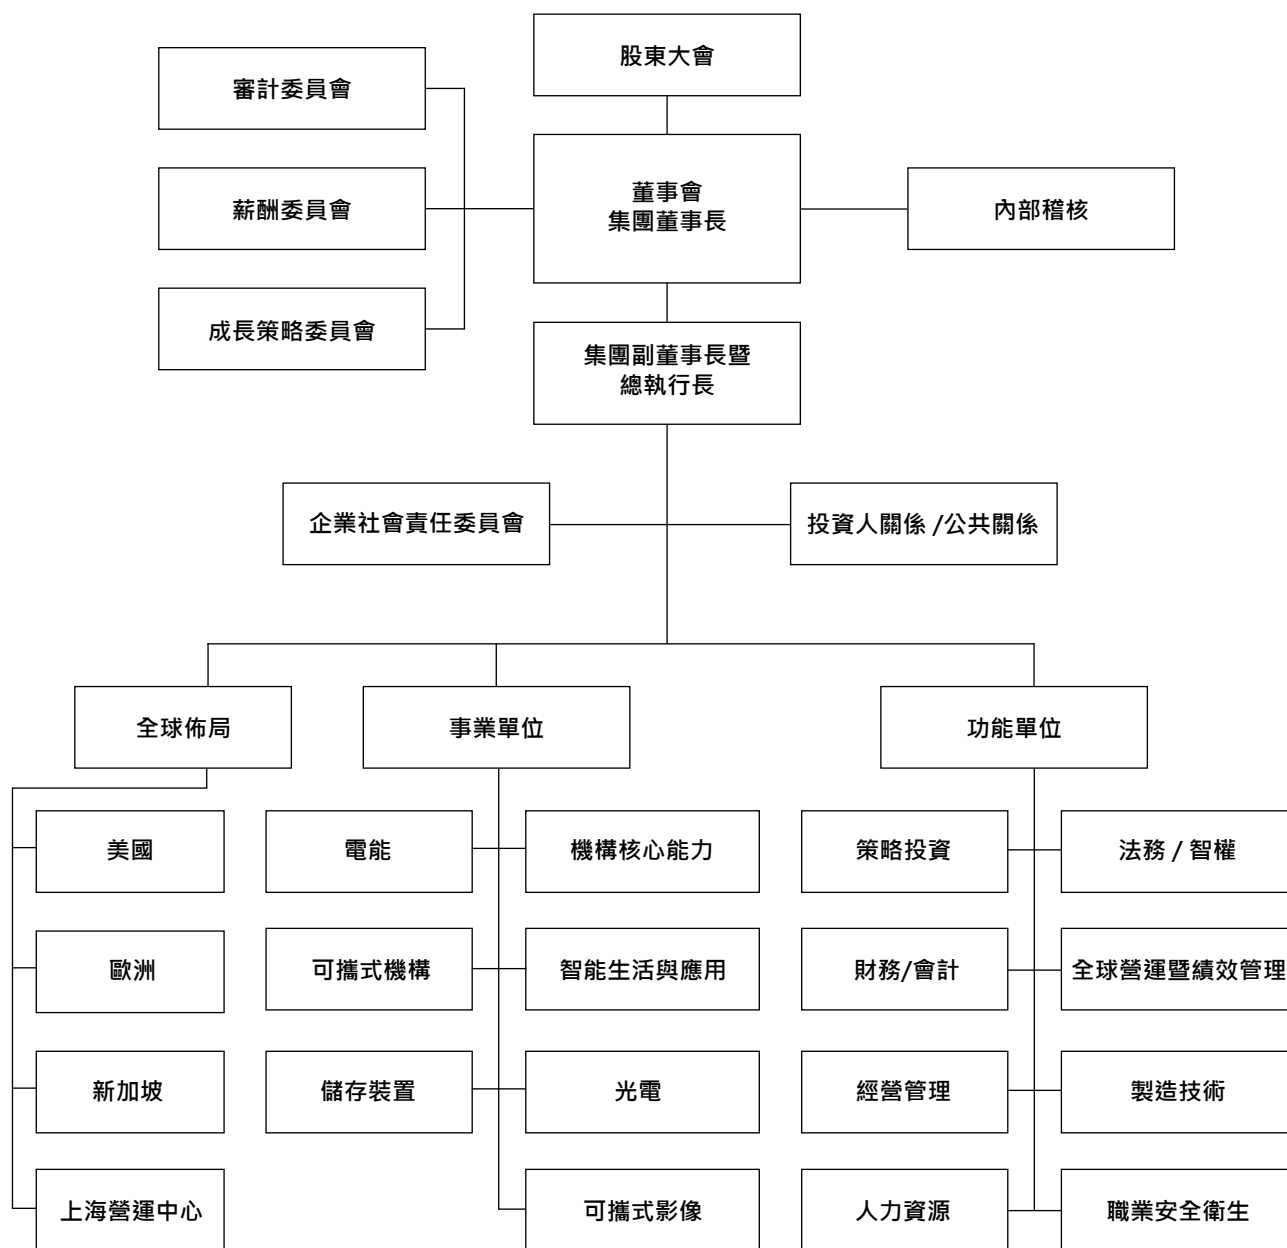 股東大會
審計委員會
薪酬委員會
成長策略委員會
董事會
集團董事長
內部稽核
集團副董事長暨
總執行長
企業社會責任委員會
投資人關係 /公共關係
全球佈局
事業單位
功能單位
美國
電能
機構核心能力
策略投資
法務 / 智權
歐洲
可攜式機構
智能生活與應用
財務/會計
全球營運暨績效管理
新加坡
儲存裝置
光電
經營管理
製造技術
上海營運中心
可攜式影像
人力資源
職業安全衛生